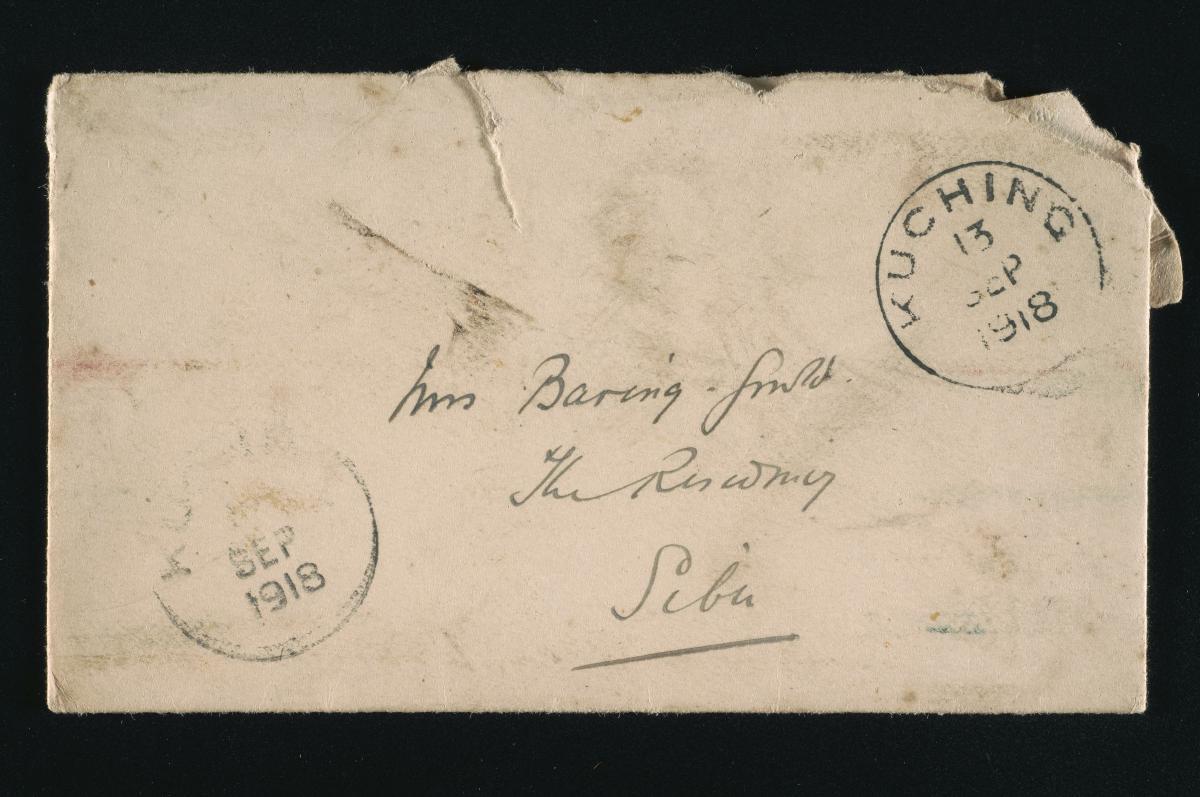 KUCHING
13
SEP
1918
Mrs Baring-Gould.
The Residency
Sibu
SEP
1918